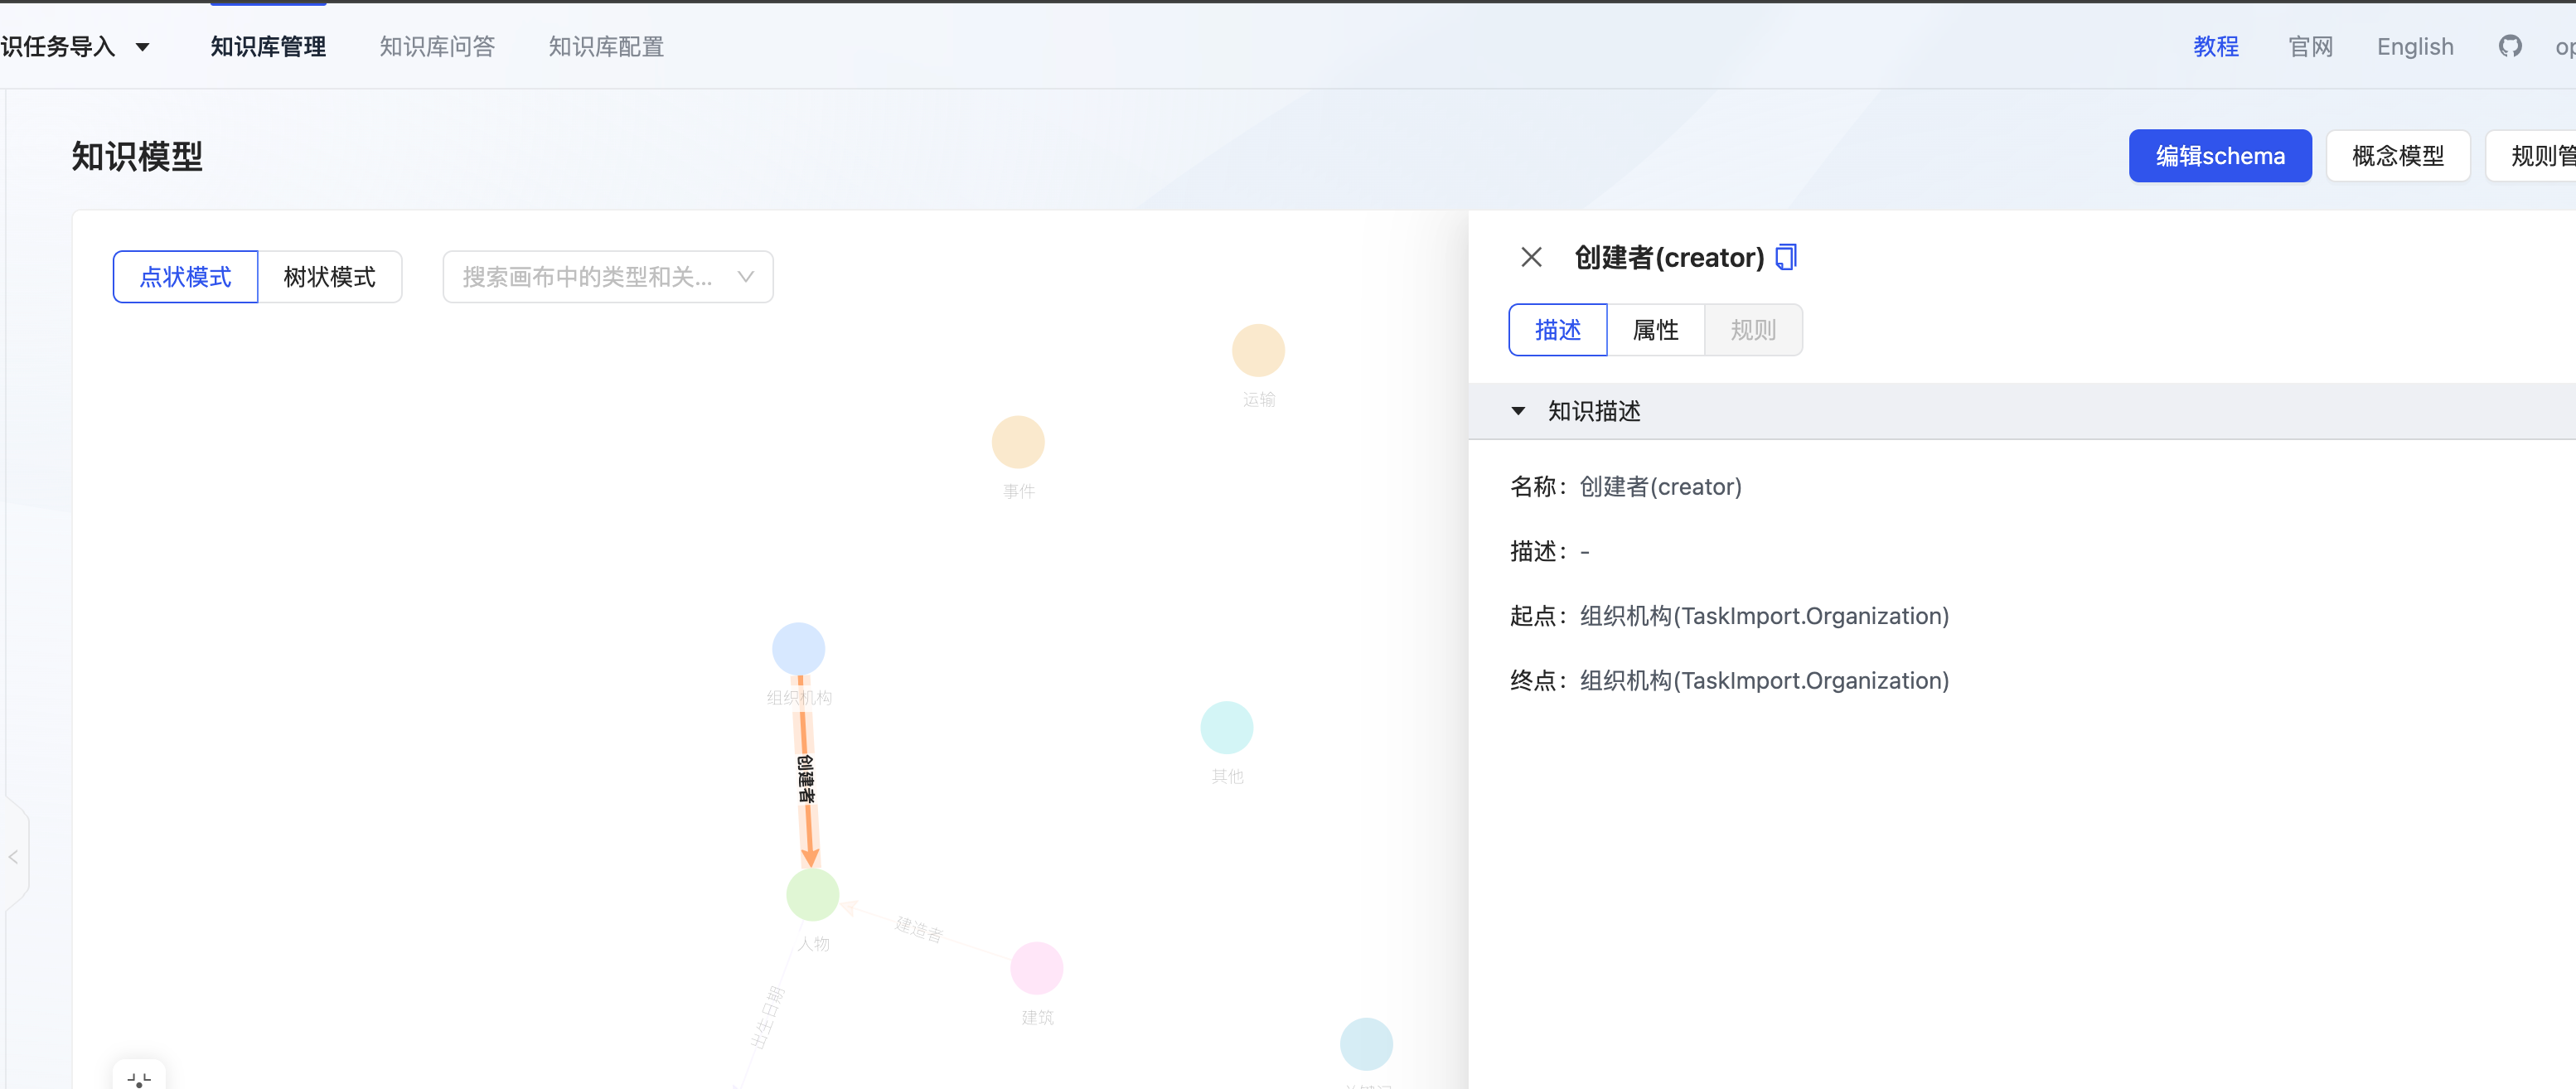 识任务导入
知识库管理
知识库问答
知识库配置
教程
官网
English
知识模型
编辑schema
概念模型
规则管
点状模式
树状模式
搜索画布中的类型和关...
创建者(creator)
描述
属性
规则
知识描述
名称： 创建者(creator)
描述： -
起点： 组织机构(TaskImport.Organization)
终点： 组织机构(TaskImport.Organization)
运输
事件
组织机构
创建者
其他
人物
建造者
建筑
出生日期